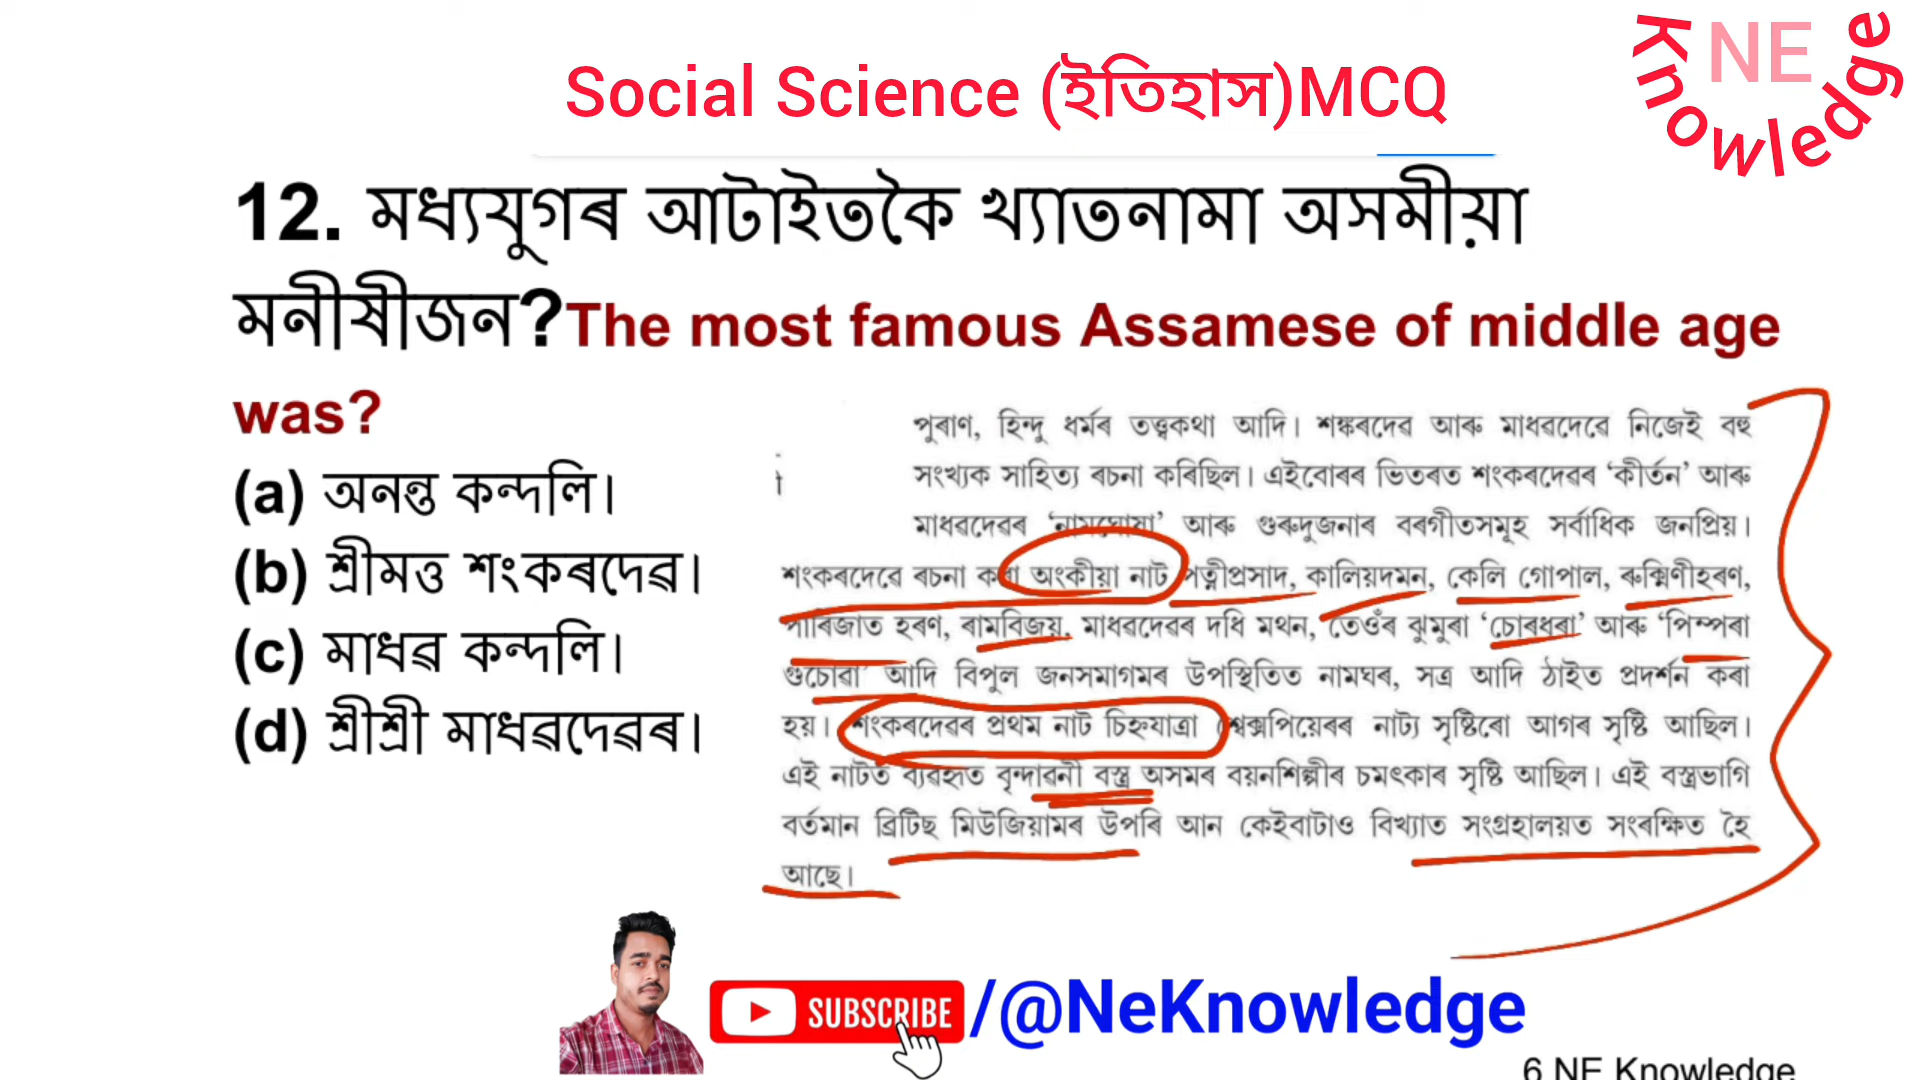 Social Science (ইতিহাস)MCQ
NE
Knowledge
12. মধ্যযুগৰ আটাইতকৈ খ্যাতনামা অসমীয়া
মনীষীজন?The most famous Assamese of middle age
was?
(a) অনন্ত কন্দলি।
(b) শ্ৰীমত্ত শংকৰদেৱ।
(c) মাধৱ কন্দলি।
(d) শ্ৰীশ্ৰী মাধৱদেৱৰ।
পুৰাণ, হিন্দু ধৰ্মৰ তত্ত্বকথা আদি। শঙ্কৰদেৱ আৰু মাধৱদেৱে নিজেই বহু
সংখ্যক সাহিত্য ৰচনা কৰিছিল। এইবোৰৰ ভিতৰত শংকৰদেৱৰ ‘কীৰ্তন’ আৰু
মাধৱদেৱৰ ‘নামঘোষা’ আৰু গুৰুদুজনাৰ বৰগীতসমূহ সৰ্বাধিক জনপ্ৰিয়।
শংকৰদেৱে ৰচনা কৰা অংকীয়া নাট পত্নীপ্ৰসাদ, কালিয়দমন, কেলি গোপাল, ৰুক্মিণীহৰণ,
পাৰিজাত হৰণ, ৰামবিজয়, মাধৱদেৱৰ দধি মথন, তেওঁৰ ঝুমুৰা ‘চোৰধৰা’ আৰু ‘পিম্পৰা
গুচোৱা’ আদি বিপুল জনসমাগমৰ উপস্থিতিত নামঘৰ, সত্ৰ আদি ঠাইত প্ৰদৰ্শন কৰা
হয়। শংকৰদেৱৰ প্ৰথম নাট চিহ্নযাত্ৰা শ্বেক্সপিয়েৰৰ নাট্য সৃষ্টিৰো আগৰ সৃষ্টি আছিল।
এই নাটত ব্যৱহৃত বৃন্দাৱনী বস্ত্ৰ অসমৰ বয়নশিল্পীৰ চমৎকাৰ সৃষ্টি আছিল। এই বস্ত্ৰভাগি
বৰ্তমান ব্ৰিটিছ মিউজিয়ামৰ উপৰি আন কেইবাটাও বিখ্যাত সংগ্ৰহালয়ত সংৰক্ষিত হৈ
আছে।
SUBSCRIBE /@NeKnowledge
6 NE Knowledge